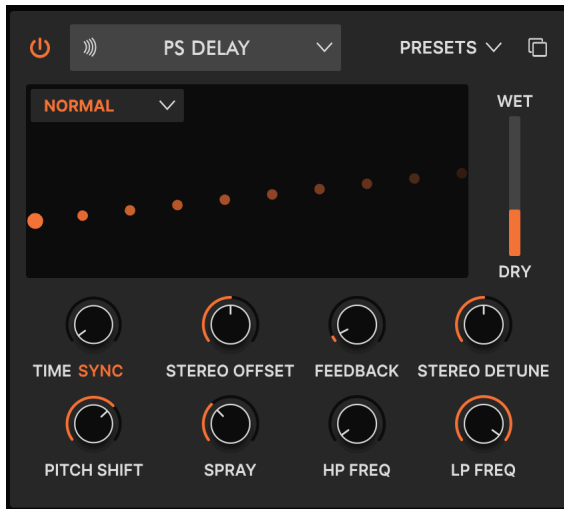 PS DELAY
PRESETS
NORMAL
WET
DRY
TIME SYNC
STEREO OFFSET
FEEDBACK
STEREO DETUNE
PITCH SHIFT
SPRAY
HP FREQ
LP FREQ